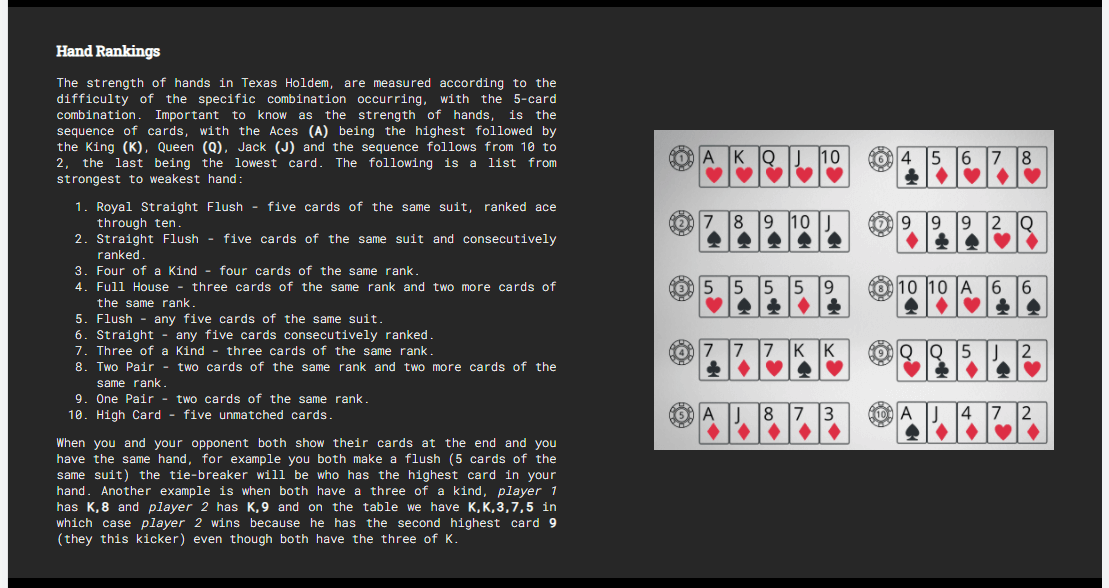 Hand Rankings
The strength of hands in Texas Holdem, are measured according to the
difficulty of the specific combination occurring, with the 5-card
combination. Important to know as the strength of hands, is the
sequence of cards, with the Aces (A) being the highest followed by
the King (K), Queen (Q), Jack (J) and the sequence follows from 10 to
2, the last being the lowest card. The following is a list from
strongest to weakest hand:
1. Royal Straight Flush - five cards of the same suit, ranked ace
through ten.
2. Straight Flush - five cards of the same suit and consecutively
ranked.
3. Four of a Kind - four cards of the same rank.
4. Full House - three cards of the same rank and two more cards of
the same rank.
5. Flush - any five cards of the same suit.
6. Straight - any five cards consecutively ranked.
7. Three of a Kind - three cards of the same rank.
8. Two Pair - two cards of the same rank and two more cards of the
same rank.
9. One Pair - two cards of the same rank.
10. High Card - five unmatched cards.
When you and your opponent both show their cards at the end and you
have the same hand, for example you both make a flush (5 cards of the
same suit) the tie-breaker will be who has the highest card in your
hand. Another example is when both have a three of a kind, player 1
has K,8 and player 2 has K,9 and on the table we have K,K,3,7,5 in
which case player 2 wins because he has the second highest card 9
(they this kicker) even though both have the three of K.
1 A K Q J 10
2 7 8 9 10 J
3 5 5 5 5 9
4 7 7 7 K K
5 A J 8 7 3
6 4 5 6 7 8
7 9 9 9 2 Q
8 10 10 A 6 6
9 Q Q 5 J 2
10 A J 4 7 2